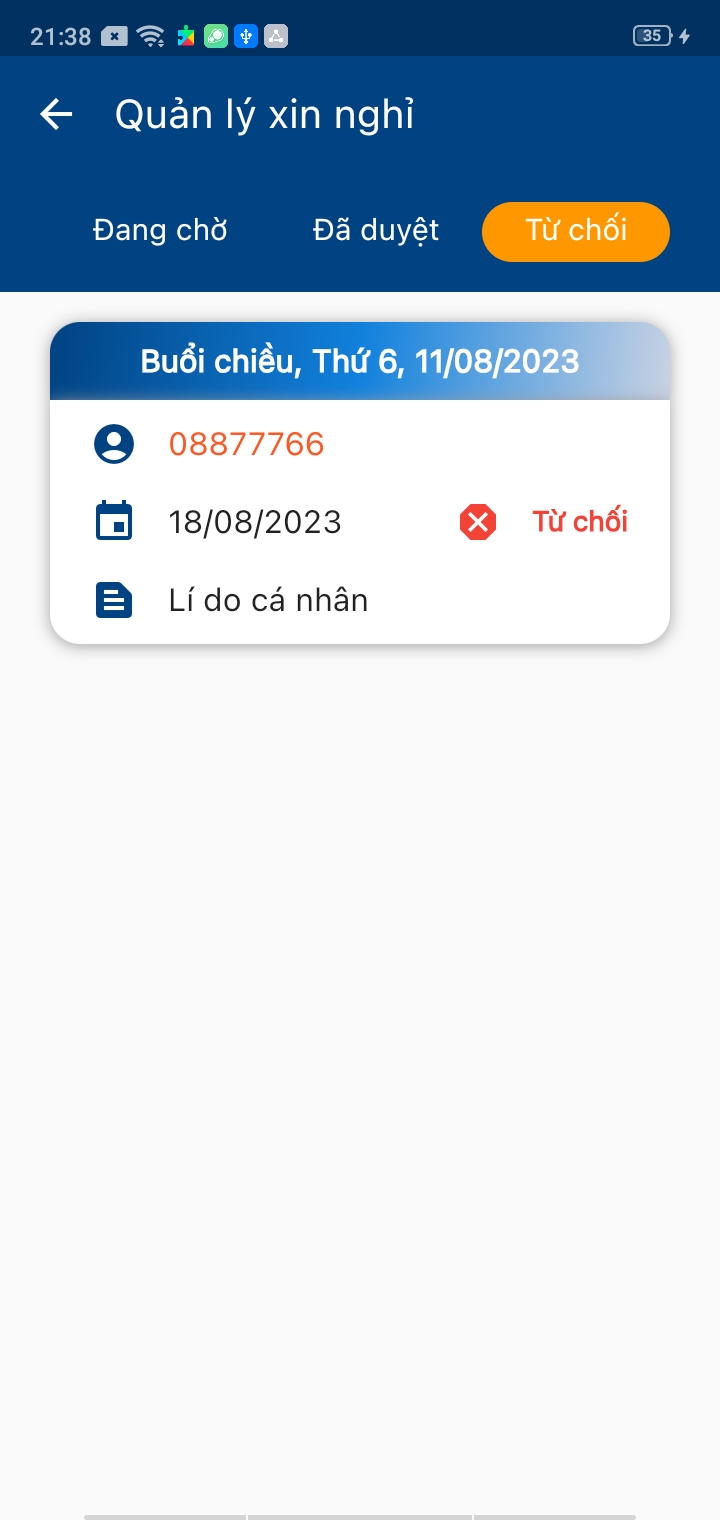 21:38
35
Quản lý xin nghỉ
Đang chờ Đã duyệt Từ chối
Buổi chiều, Thứ 6, 11/08/2023
08877766
18/08/2023 Từ chối
Lí do cá nhân